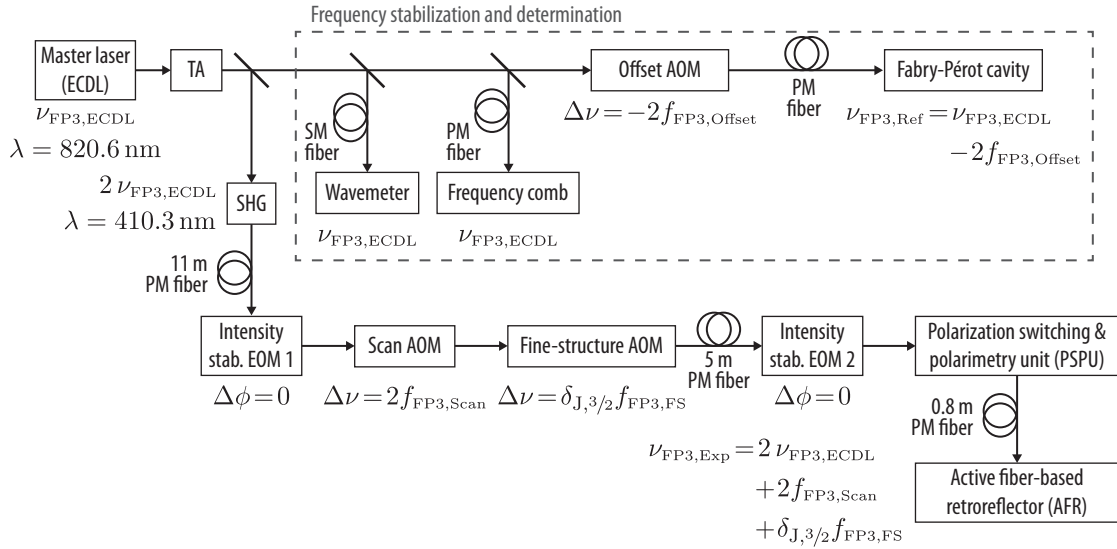 Frequency stabilization and determination
Master laser
(ECDL)
TA
Offset AOM
PM
fiber
Fabry-Pérot cavity
ν_FP3,ECDL
λ = 820.6 nm
SM
fiber
PM
fiber
Δν = −2f_FP3,Offset
ν_FP3,Ref = ν_FP3,ECDL
−2f_FP3,Offset
2 ν_FP3,ECDL
λ = 410.3 nm
SHG
Wavemeter
Frequency comb
ν_FP3,ECDL
ν_FP3,ECDL
11 m
PM fiber
Intensity
stab. EOM 1
Scan AOM
Fine-structure AOM
5 m
PM fiber
Intensity
stab. EOM 2
Polarization switching &
polarimetry unit (PSPU)
Δϕ = 0
Δν = 2f_FP3,Scan
Δν = δ_J,3/2 f_FP3,FS
Δϕ = 0
0.8 m
PM fiber
ν_FP3,Exp = 2 ν_FP3,ECDL
+2f_FP3,Scan
+δ_J,3/2 f_FP3,FS
Active fiber-based
retroreflector (AFR)